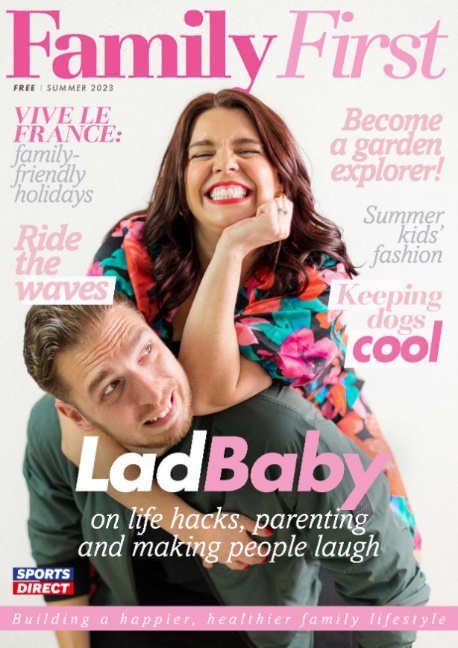 Family First
FREE | SUMMER 2023
VIVE LE
FRANCE:
family-
friendly
holidays
Ride
the
waves
Become
a garden
explorer!
Summer
kids'
fashion
Keeping
dogs
cool
LadBaby
on life hacks, parenting
and making people laugh
SPORTS
DIRECT
Building a happier, healthier family lifestyle